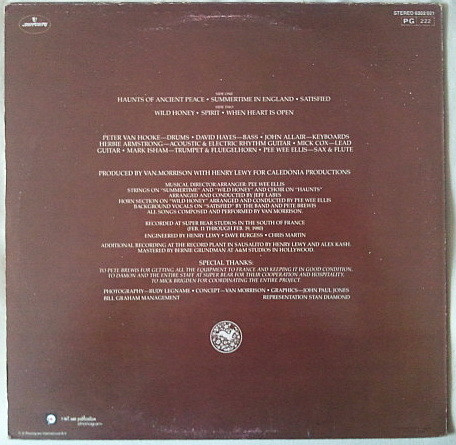 mercury
STEREO 6302 021
PG 222
SIDE ONE
HAUNTS OF ANCIENT PEACE • SUMMERTIME IN ENGLAND • SATISFIED
SIDE TWO
WILD HONEY • SPIRIT • WHEN HEART IS OPEN
PETER VAN HOOKE—DRUMS • DAVID HAYES—BASS • JOHN ALLAIR—KEYBOARDS
HERBIE ARMSTRONG—ACOUSTIC & ELECTRIC RHYTHM GUITAR • MICK COX—LEAD
GUITAR • MARK ISHAM—TRUMPET & FLUEGELHORN • PEE WEE ELLIS—SAX & FLUTE
PRODUCED BY VAN MORRISON WITH HENRY LEWY FOR CALEDONIA PRODUCTIONS
MUSICAL DIRECTOR/ARRANGER: PEE WEE ELLIS
STRINGS ON "SUMMERTIME" AND "WILD HONEY" AND CHOIR ON "HAUNTS"
ARRANGED AND CONDUCTED BY JEFF LABES
HORN SECTION ON "WILD HONEY" ARRANGED AND CONDUCTED BY PEE WEE ELLIS
BACKGROUND VOCALS ON "SATISFIED" BY THE BAND AND PETE BREWIS
ALL SONGS COMPOSED AND PERFORMED BY VAN MORRISON.
RECORDED AT SUPER BEAR STUDIOS IN THE SOUTH OF FRANCE
(FEB. 11 THROUGH FEB. 19, 1980)
ENGINEERED BY HENRY LEWY • DAVE BURGESS • CHRIS MARTIN
ADDITIONAL RECORDING AT THE RECORD PLANT IN SAUSALITO BY HENRY LEWY AND ALEX KASH.
MASTERED BY BERNIE GRUNDMAN AT A&M STUDIOS IN HOLLYWOOD.
SPECIAL THANKS:
TO PETE BREWIS FOR GETTING ALL THE EQUIPMENT TO FRANCE AND KEEPING IT IN GOOD CONDITION.
TO DAMON AND THE ENTIRE STAFF AT SUPER BEAR FOR THEIR COOPERATION AND HOSPITALITY.
TO MICK BRIGDEN FOR COORDINATING THE ENTIRE PROJECT.
PHOTOGRAPHY—RUDY LEGNAME • CONCEPT—VAN MORRISON • GRAPHICS—JOHN PAUL JONES
BILL GRAHAM MANAGEMENT REPRESENTATION STAN DIAMOND